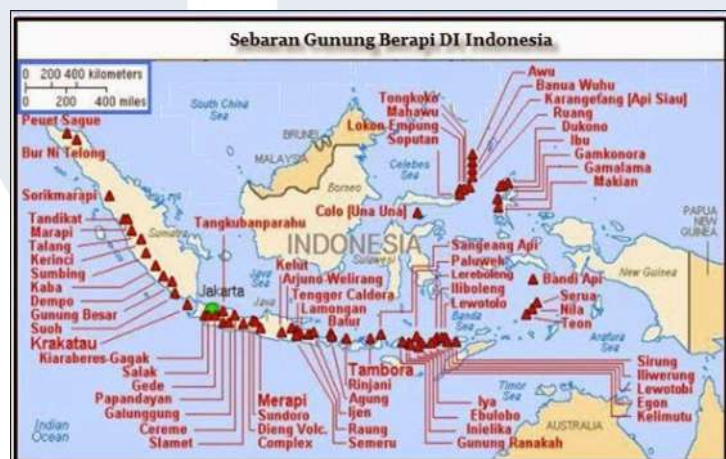 Sebaran Gunung Berapi DI Indonesia
0 200 400 kilometers
0 200 400 miles
South China Sea
BRUNEI
MALAYSIA
Borneo
Celebes Sea
Peuet Sague
Bur Ni Telong
Sorikmarapi
Tandikat
Marapi
Talang
Kerinci
Sumbing
Kaba
Dempo
Gunung Besar
Suoh
Krakatau
Kiaraberes-Gagak
Salak
Gede
Papandayan
Galunggung
Cereme
Slamet
Sumatra
Tangkubanparahu
Jakarta
Java Sea
Java
INDONESIA
Sulawesi
Tongkoko
Mahawu
Lokon Empung
Soputan
Awu
Banua Wuhu
Karangetang [Api Siau]
Ruang
Dukono
Ibu
Gamkonora
Gamalama
Makian
Colo [Una Una]
PAPUA NEW GUINEA
New Guinea
Kelut
Arjuno Welirang
Tengger Caldera
Lamongan
Batur
Sangeang Api
Paluweh
Lereboleng
Iliboleng
Lewotolo
Banda Sea
Bandi Api
Serua
Nila
Teon
Arafura Sea
Merapi
Sundoro
Dieng Volc. Complex
Tambora
Rinjani
Agung
Ijen
Raung
Semeru
Iya
Ebulobo
Inielika
Gunung Ranakah
Sirung
Iliwerung
Lewotobi
Egon
Kelimutu
Timor Sea
Indian Ocean
AUSTRALIA